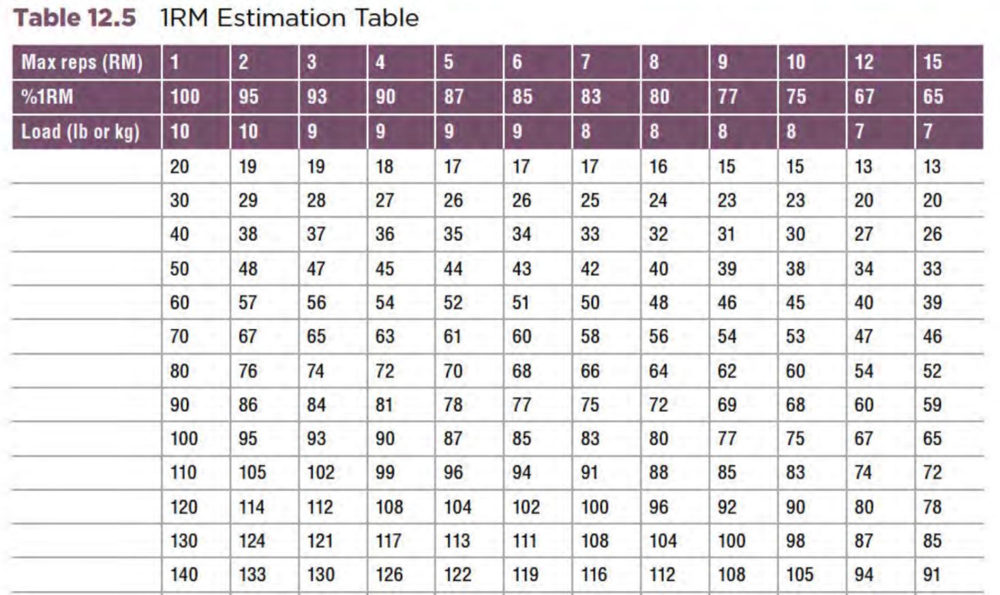 Table 12.5 1RM Estimation Table
Max reps (RM) 1 2 3 4 5 6 7 8 9 10 12 15
%1RM 100 95 93 90 87 85 83 80 77 75 67 65
Load (lb or kg) 10 10 9 9 9 9 8 8 8 8 7 7
20 19 19 18 17 17 17 16 15 15 13 13
30 29 28 27 26 26 25 24 23 23 20 20
40 38 37 36 35 34 33 32 31 30 27 26
50 48 47 45 44 43 42 40 39 38 34 33
60 57 56 54 52 51 50 48 46 45 40 39
70 67 65 63 61 60 58 56 54 53 47 46
80 76 74 72 70 68 66 64 62 60 54 52
90 86 84 81 78 77 75 72 69 68 60 59
100 95 93 90 87 85 83 80 77 75 67 65
110 105 102 99 96 94 91 88 85 83 74 72
120 114 112 108 104 102 100 96 92 90 80 78
130 124 121 117 113 111 108 104 100 98 87 85
140 133 130 126 122 119 116 112 108 105 94 91